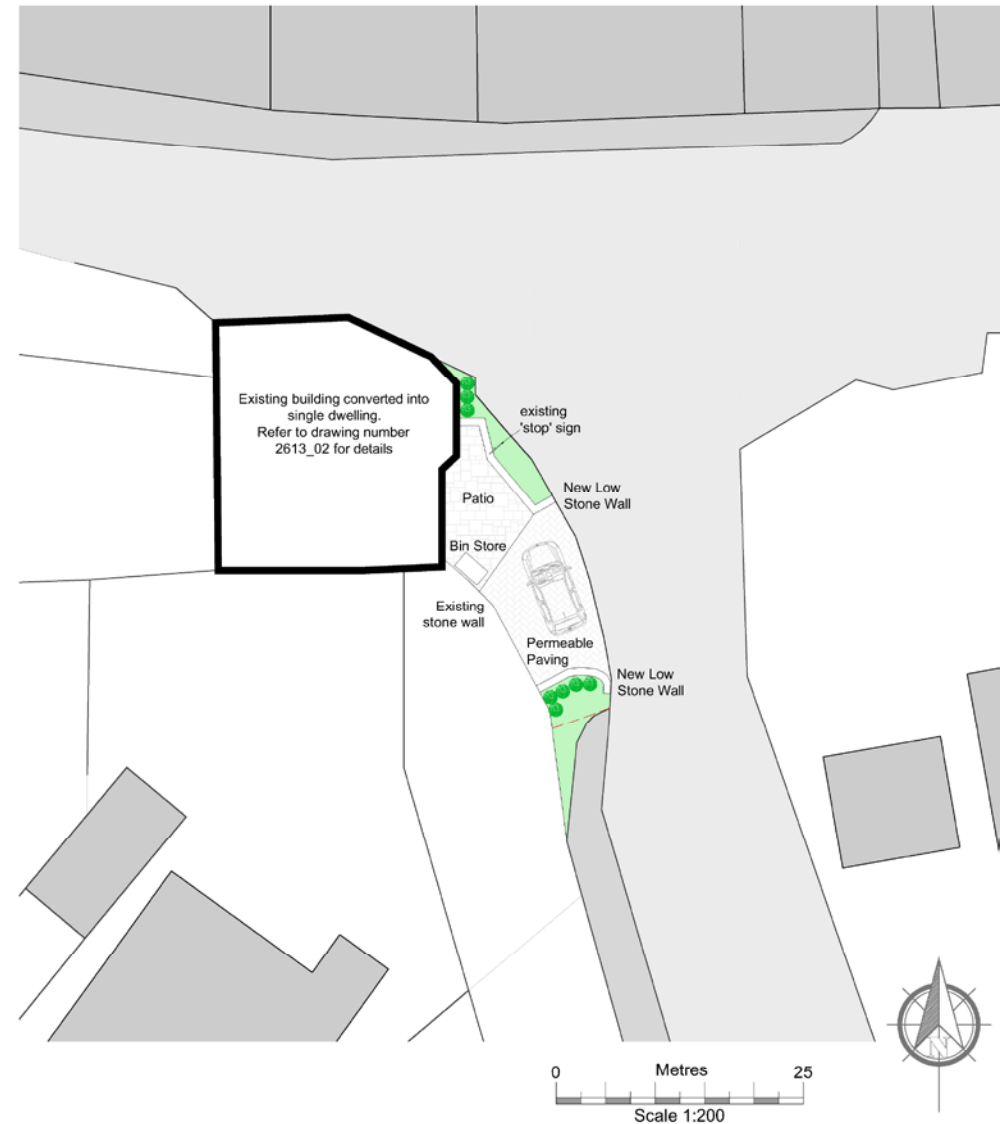 Existing building converted into
single dwelling.
Refer to drawing number
2613_02 for details
existing
'stop' sign
New Low
Stone Wall
Patio
Bin Store
Existing
stone wall
Permeable
Paving
New Low
Stone Wall
N
0 Metres 25
Scale 1:200